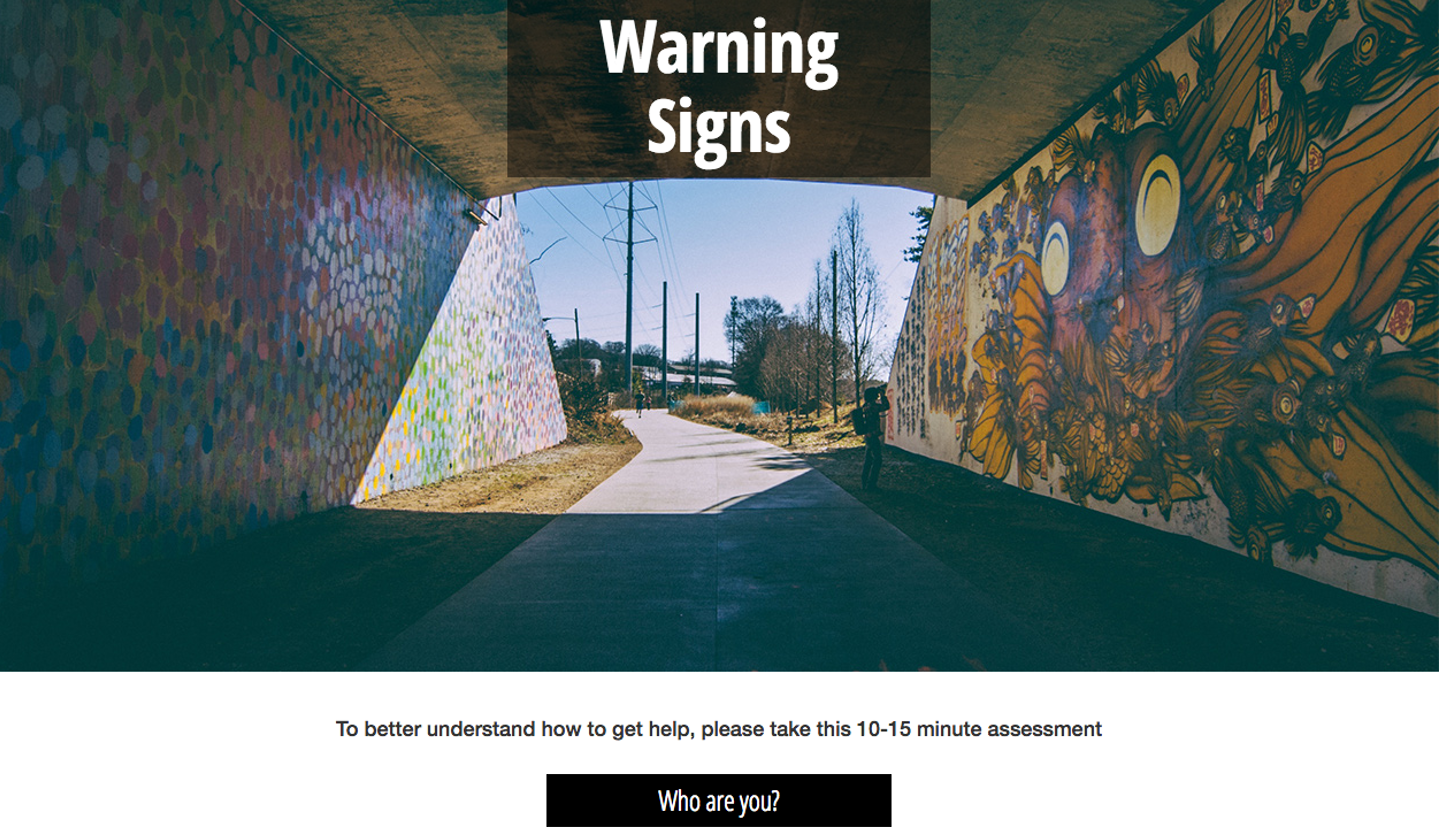 Warning
Signs
To better understand how to get help, please take this 10-15 minute assessment
Who are you?